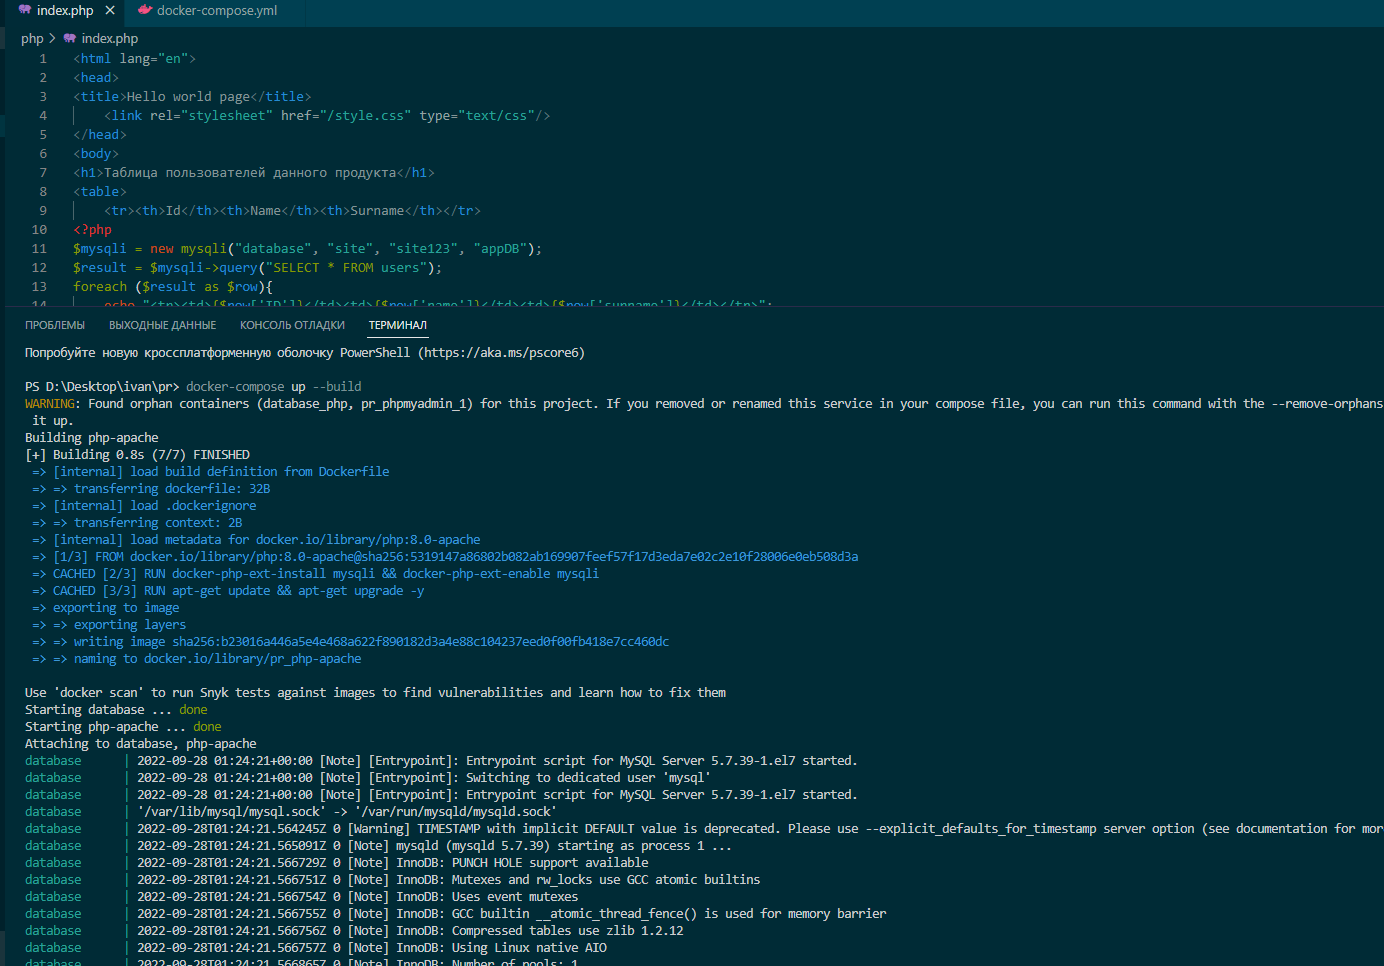 index.php × docker-compose.yml
php > index.php
1 <html lang="en">
2 <head>
3 <title>Hello world page</title>
4 <link rel="stylesheet" href="/style.css" type="text/css"/>
5 </head>
6 <body>
7 <h1>Таблица пользователей данного продукта</h1>
8 <table>
9 <tr><th>Id</th><th>Name</th><th>Surname</th></tr>
10 <?php
11 $mysqli = new mysqli("database", "site", "site123", "appDB");
12 $result = $mysqli->query("SELECT * FROM users");
13 foreach ($result as $row){
14 echo "<tr><td>{$row['ID']}</td><td>{$row['name']}</td><td>{$row['surname']}</td></tr>";
ПРОБЛЕМЫ ВЫХОДНЫЕ ДАННЫЕ КОНСОЛЬ ОТЛАДКИ ТЕРМИНАЛ
Попробуйте новую кроссплатформенную оболочку PowerShell (https://aka.ms/pscore6)
PS D:\Desktop\ivan\pr> docker-compose up --build
WARNING: Found orphan containers (database_php, pr_phpmyadmin_1) for this project. If you removed or renamed this service in your compose file, you can run this command with the --remove-orphans
it up.
Building php-apache
[+] Building 0.8s (7/7) FINISHED
=> [internal] load build definition from Dockerfile
=> => transferring dockerfile: 32B
=> [internal] load .dockerignore
=> => transferring context: 2B
=> [internal] load metadata for docker.io/library/php:8.0-apache
=> [1/3] FROM docker.io/library/php:8.0-apache@sha256:5319147a86802b082ab169907feef57f17d3eda7e02c2e10f28006e0eb508d3a
=> CACHED [2/3] RUN docker-php-ext-install mysqli && docker-php-ext-enable mysqli
=> CACHED [3/3] RUN apt-get update && apt-get upgrade -y
=> exporting to image
=> => exporting layers
=> => writing image sha256:b23016a446a5e4e468a622f890182d3a4e88c104237eed0f00fb418e7cc460dc
=> => naming to docker.io/library/pr_php-apache
Use 'docker scan' to run Snyk tests against images to find vulnerabilities and learn how to fix them
Starting database ... done
Starting php-apache ... done
Attaching to database, php-apache
database | 2022-09-28 01:24:21+00:00 [Note] [Entrypoint]: Entrypoint script for MySQL Server 5.7.39-1.el7 started.
database | 2022-09-28 01:24:21+00:00 [Note] [Entrypoint]: Switching to dedicated user 'mysql'
database | 2022-09-28 01:24:21+00:00 [Note] [Entrypoint]: Entrypoint script for MySQL Server 5.7.39-1.el7 started.
database | '/var/lib/mysql/mysql.sock' -> '/var/run/mysqld/mysqld.sock'
database | 2022-09-28T01:24:21.564245Z 0 [Warning] TIMESTAMP with implicit DEFAULT value is deprecated. Please use --explicit_defaults_for_timestamp server option (see documentation for mor
database | 2022-09-28T01:24:21.565091Z 0 [Note] mysqld (mysqld 5.7.39) starting as process 1 ...
database | 2022-09-28T01:24:21.566729Z 0 [Note] InnoDB: PUNCH HOLE support available
database | 2022-09-28T01:24:21.566751Z 0 [Note] InnoDB: Mutexes and rw_locks use GCC atomic builtins
database | 2022-09-28T01:24:21.566754Z 0 [Note] InnoDB: Uses event mutexes
database | 2022-09-28T01:24:21.566755Z 0 [Note] InnoDB: GCC builtin __atomic_thread_fence() is used for memory barrier
database | 2022-09-28T01:24:21.566756Z 0 [Note] InnoDB: Compressed tables use zlib 1.2.12
database | 2022-09-28T01:24:21.566757Z 0 [Note] InnoDB: Using Linux native AIO
database | 2022-09-28T01:24:21.566865Z 0 [Note] InnoDB: Number of pools: 1